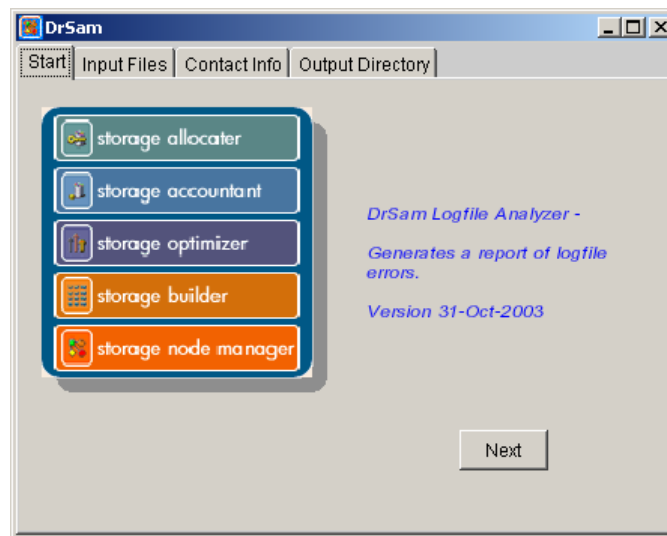 DrSam
Start Input Files Contact Info Output Directory
storage allocater
storage accountant
storage optimizer
storage builder
storage node manager
DrSam Logfile Analyzer -
Generates a report of logfile
errors.
Version 31-Oct-2003
Next